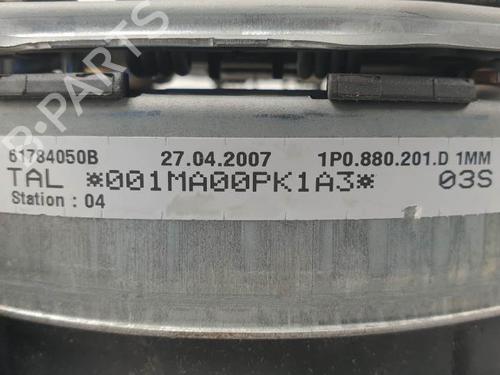 B-PARTS
61784050B 27.04.2007 1P0.880.201.D 1MM
TAL *001MA00PK1A3* 03S
Station : 04